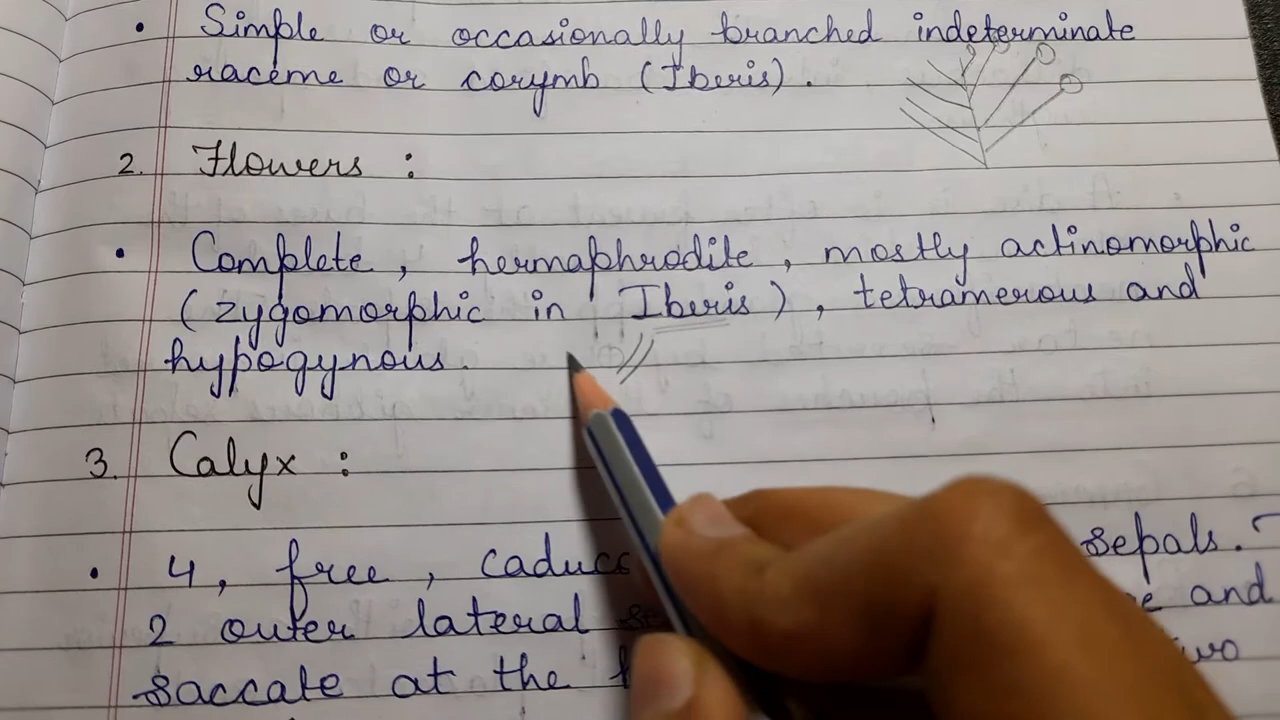 • Simple or occasionally branched indeterminate
raceme or corymb (Iberis).
2. Flowers :
• Complete, hermaphrodite, mostly actinomorphic
(zygomorphic in Iberis), tetramerous and
hypogynous.
3. Calyx :
• 4, free, sepals.
2 outer lateral and
saccate at the